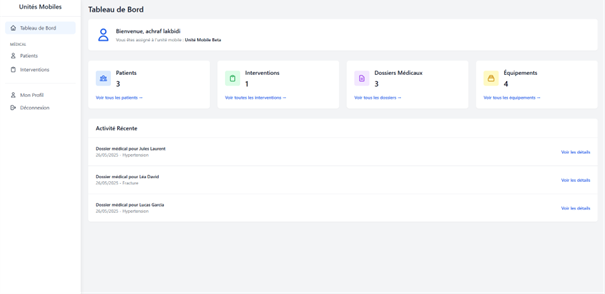 Unités Mobiles
Tableau de Bord
MÉDICAL
Patients
Interventions
Mon Profil
Déconnexion
Tableau de Bord
Bienvenue, achraf lakbidi
Vous êtes assigné à l'unité mobile : Unité Mobile Beta
Patients
3
Voir tous les patients →
Interventions
1
Voir toutes les interventions →
Dossiers Médicaux
3
Voir tous les dossiers →
Équipements
4
Voir tous les équipements →
Activité Récente
Dossier médical pour Jules Laurent
26/05/2025 - Hypertension
Voir les détails
Dossier médical pour Léa David
26/05/2025 - Fracture
Voir les détails
Dossier médical pour Lucas Garcia
26/05/2025 - Hypertension
Voir les détails